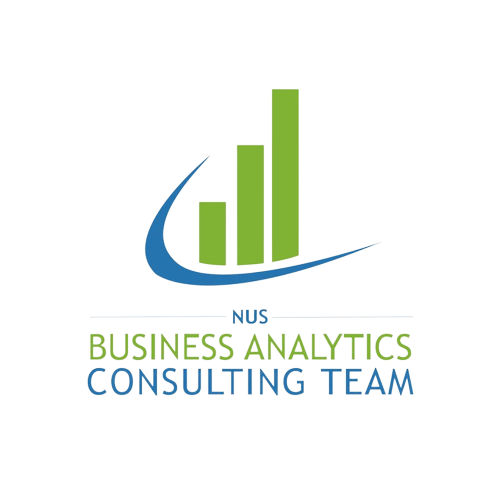 NUS
BUSINESS ANALYTICS
CONSULTING TEAM